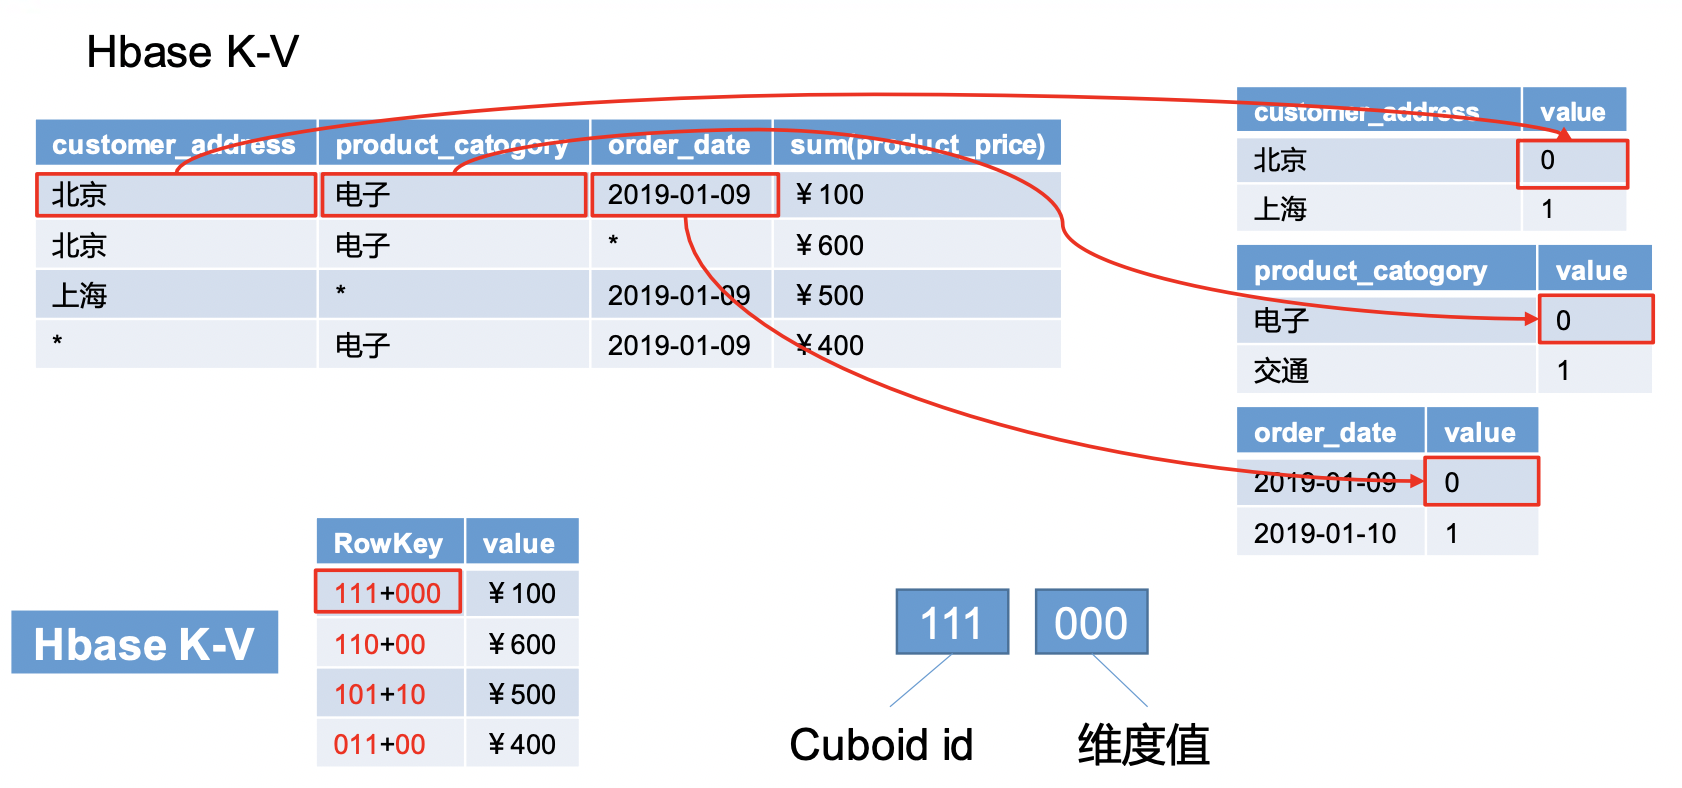 Hbase K-V
customer_address product_catogory order_date sum(product_price)
北京 电子 2019-01-09 ¥100
北京 电子 * ¥600
上海 * 2019-01-09 ¥500
* 电子 2019-01-09 ¥400
customer_address value
北京 0
上海 1
product_catogory value
电子 0
交通 1
order_date value
2019-01-09 0
2019-01-10 1
Hbase K-V
RowKey value
111+000 ¥100
110+00 ¥600
101+10 ¥500
011+00 ¥400
111 000
Cuboid id 维度值